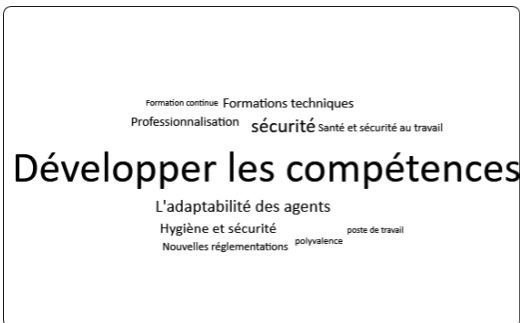 Formation continue Formations techniques
Professionnalisation sécurité Santé et sécurité au travail
Développer les compétences
L'adaptabilité des agents
Hygiène et sécurité poste de travail
Nouvelles réglementations polyvalence